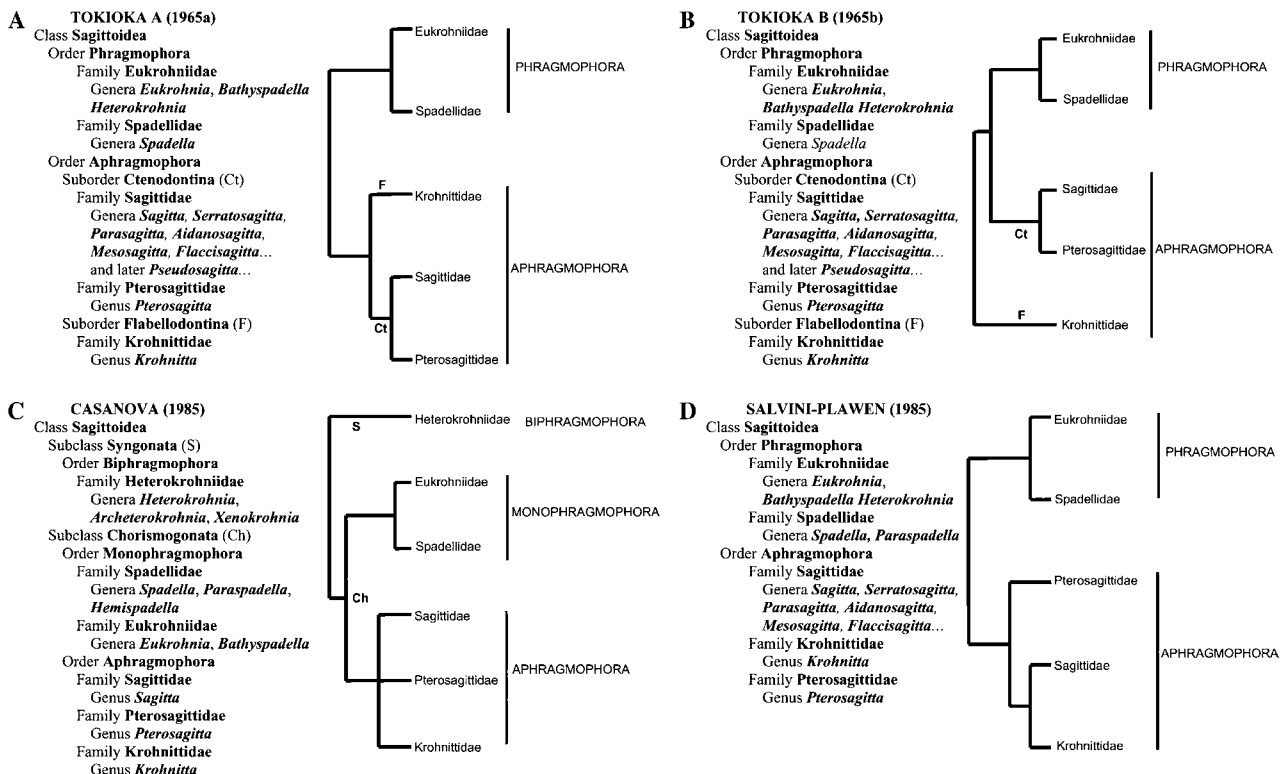 A
TOKIOKA A (1965a)
Class Sagittoidea
Order Phragmophora
Family Eukrohniidae
Genera Eukrohnia, Bathyspadella
Heterokrohnia
Family Spadellidae
Genera Spadella
Order Aphragmophora
Suborder Ctenodontina (Ct)
Family Sagittidae
Genera Sagitta, Serratosagitta,
Parasagitta, Aidanosagitta,
Mesosagitta, Flaccisagitta...
and later Pseudosagitta...
Family Pterosagittidae
Genus Pterosagitta
Suborder Flabellodontina (F)
Family Krohnittidae
Genus Krohnitta
Eukrohniidae
PHRAGMOPHORA
Spadellidae
F
Krohnittidae
Sagittidae
APHRAGMOPHORA
Ct
Pterosagittidae
B
TOKIOKA B (1965b)
Class Sagittoidea
Order Phragmophora
Family Eukrohniidae
Genera Eukrohnia,
Bathyspadella Heterokrohnia
Family Spadellidae
Genera Spadella
Order Aphragmophora
Suborder Ctenodontina (Ct)
Family Sagittidae
Genera Sagitta, Serratosagitta,
Parasagitta, Aidanosagitta,
Mesosagitta, Flaccisagitta...
and later Pseudosagitta...
Family Pterosagittidae
Genus Pterosagitta
Suborder Flabellodontina (F)
Family Krohnittidae
Genus Krohnitta
Eukrohniidae
PHRAGMOPHORA
Spadellidae
Sagittidae
Ct
Pterosagittidae
APHRAGMOPHORA
F
Krohnittidae
C
CASANOVA (1985)
Class Sagittoidea
Subclass Syngonata (S)
Order Biphragmophora
Family Heterokrohniidae
Genera Heterokrohnia,
Archeterokrohnia, Xenokrohnia
Subclass Chorismogonata (Ch)
Order Monophragmophora
Family Spadellidae
Genera Spadella, Paraspadella,
Hemispadella
Family Eukrohniidae
Genera Eukrohnia, Bathyspadella
Order Aphragmophora
Family Sagittidae
Genus Sagitta
Family Pterosagittidae
Genus Pterosagitta
Family Krohnittidae
Genus Krohnitta
S
Heterokrohniidae
BIPHRAGMOPHORA
Eukrohniidae
MONOPHRAGMOPHORA
Spadellidae
Ch
Sagittidae
Pterosagittidae
APHRAGMOPHORA
Krohnittidae
D
SALVINI-PLAWEN (1985)
Class Sagittoidea
Order Phragmophora
Family Eukrohniidae
Genera Eukrohnia,
Bathyspadella Heterokrohnia
Family Spadellidae
Genera Spadella, Paraspadella
Order Aphragmophora
Family Sagittidae
Genera Sagitta, Serratosagitta,
Parasagitta, Aidanosagitta,
Mesosagitta, Flaccisagitta...
Family Krohnittidae
Genus Krohnitta
Family Pterosagittidae
Genus Pterosagitta
Eukrohniidae
PHRAGMOPHORA
Spadellidae
Pterosagittidae
Sagittidae
APHRAGMOPHORA
Krohnittidae